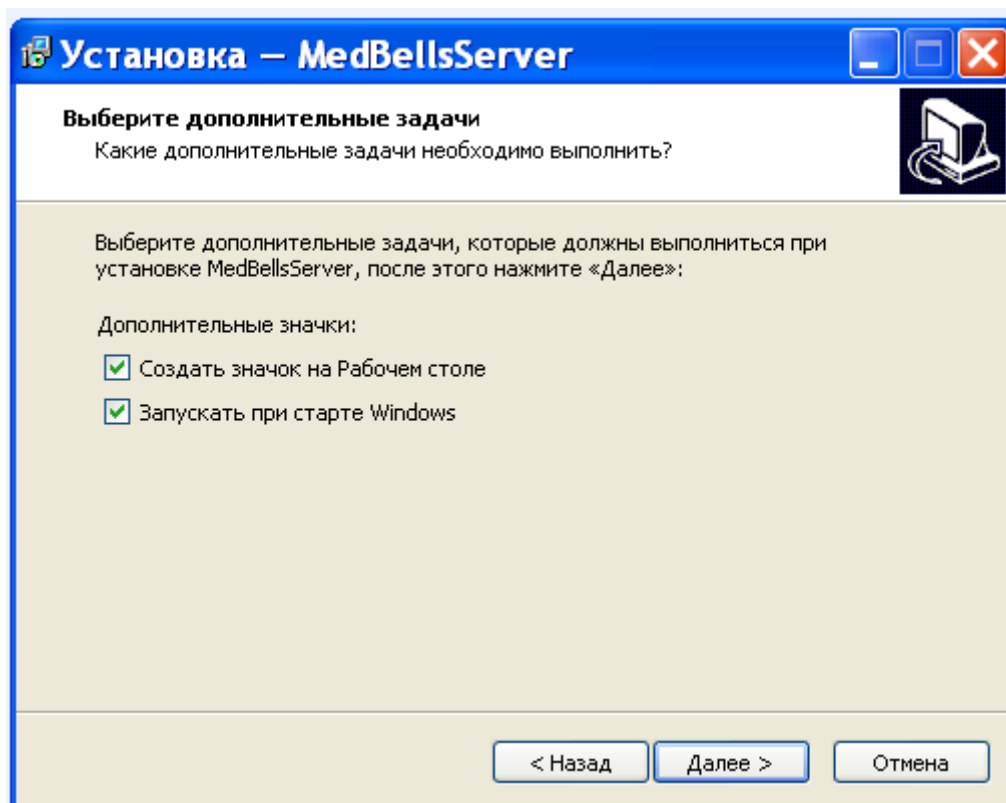 Установка — MedBellsServer
Выберите дополнительные задачи
Какие дополнительные задачи необходимо выполнить?
Выберите дополнительные задачи, которые должны выполниться при
установке MedBellsServer, после этого нажмите «Далее»:
Дополнительные значки:
Создать значок на Рабочем столе
Запускать при старте Windows
< Назад
Далее >
Отмена